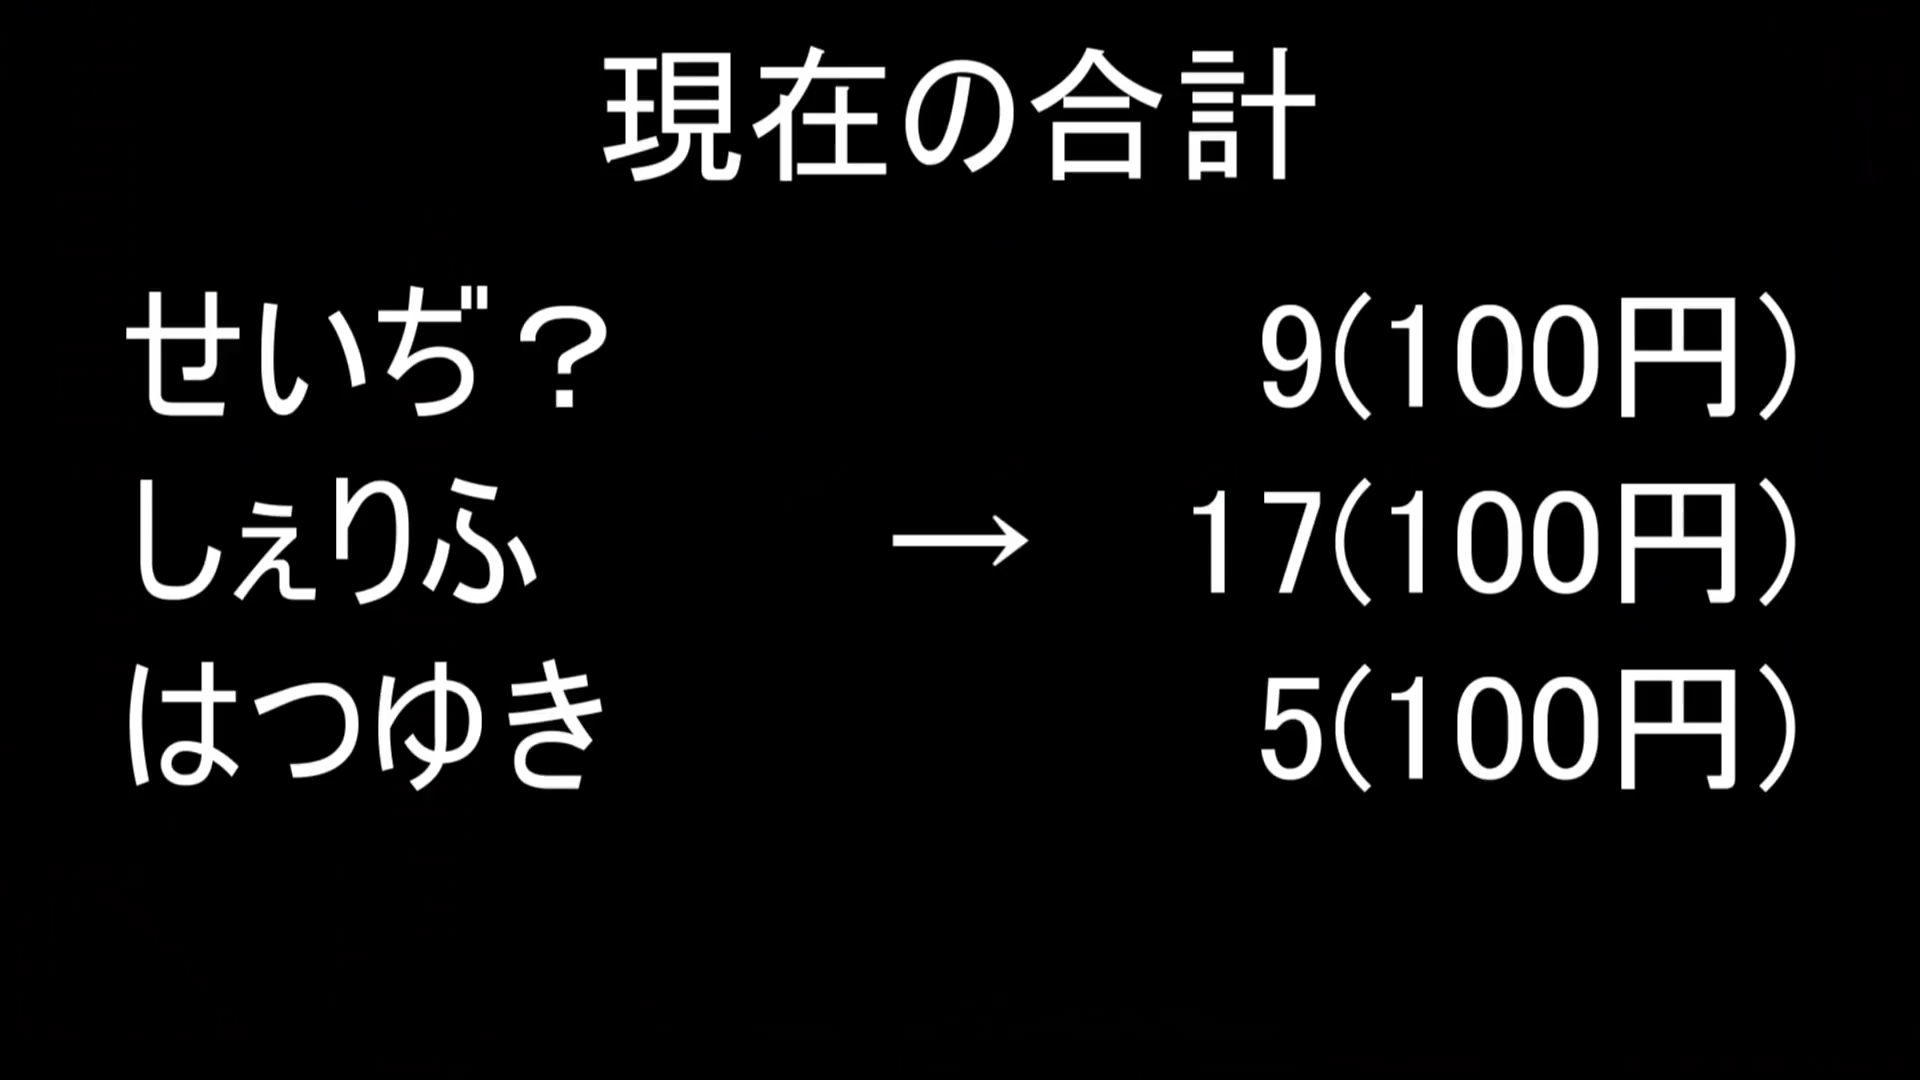 現在の合計
せいぢ？ 9(100円)
しぇりふ → 17(100円)
はつゆき 5(100円)